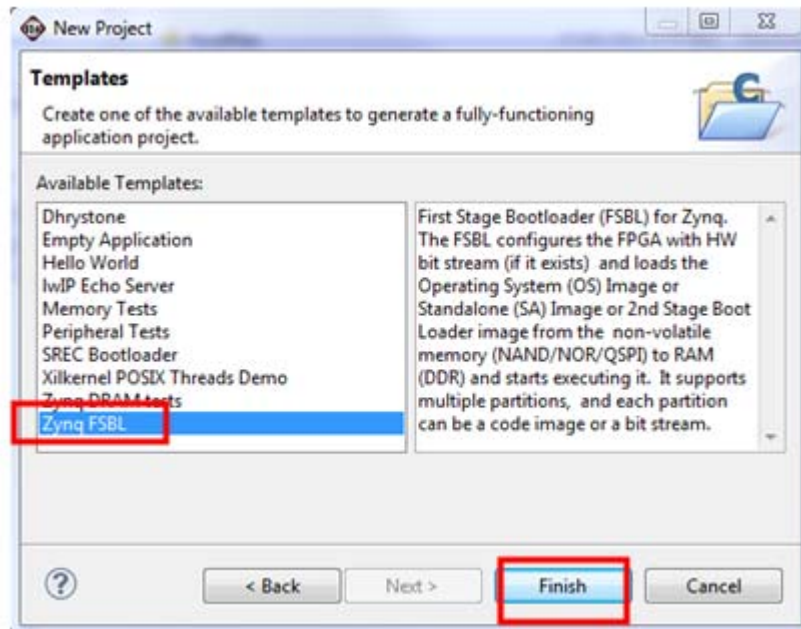 New Project
Templates
Create one of the available templates to generate a fully-functioning
application project.
Available Templates:
Dhrystone
Empty Application
Hello World
lwIP Echo Server
Memory Tests
Peripheral Tests
SREC Bootloader
Xilkernel POSIX Threads Demo
Zynq DRAM tests
Zynq FSBL
First Stage Bootloader (FSBL) for Zynq.
The FSBL configures the FPGA with HW
bit stream (if it exists) and loads the
Operating System (OS) Image or
Standalone (SA) Image or 2nd Stage Boot
Loader image from the non-volatile
memory (NAND/NOR/QSPI) to RAM
(DDR) and starts executing it. It supports
multiple partitions, and each partition
can be a code image or a bit stream.
?
< Back
Next >
Finish
Cancel